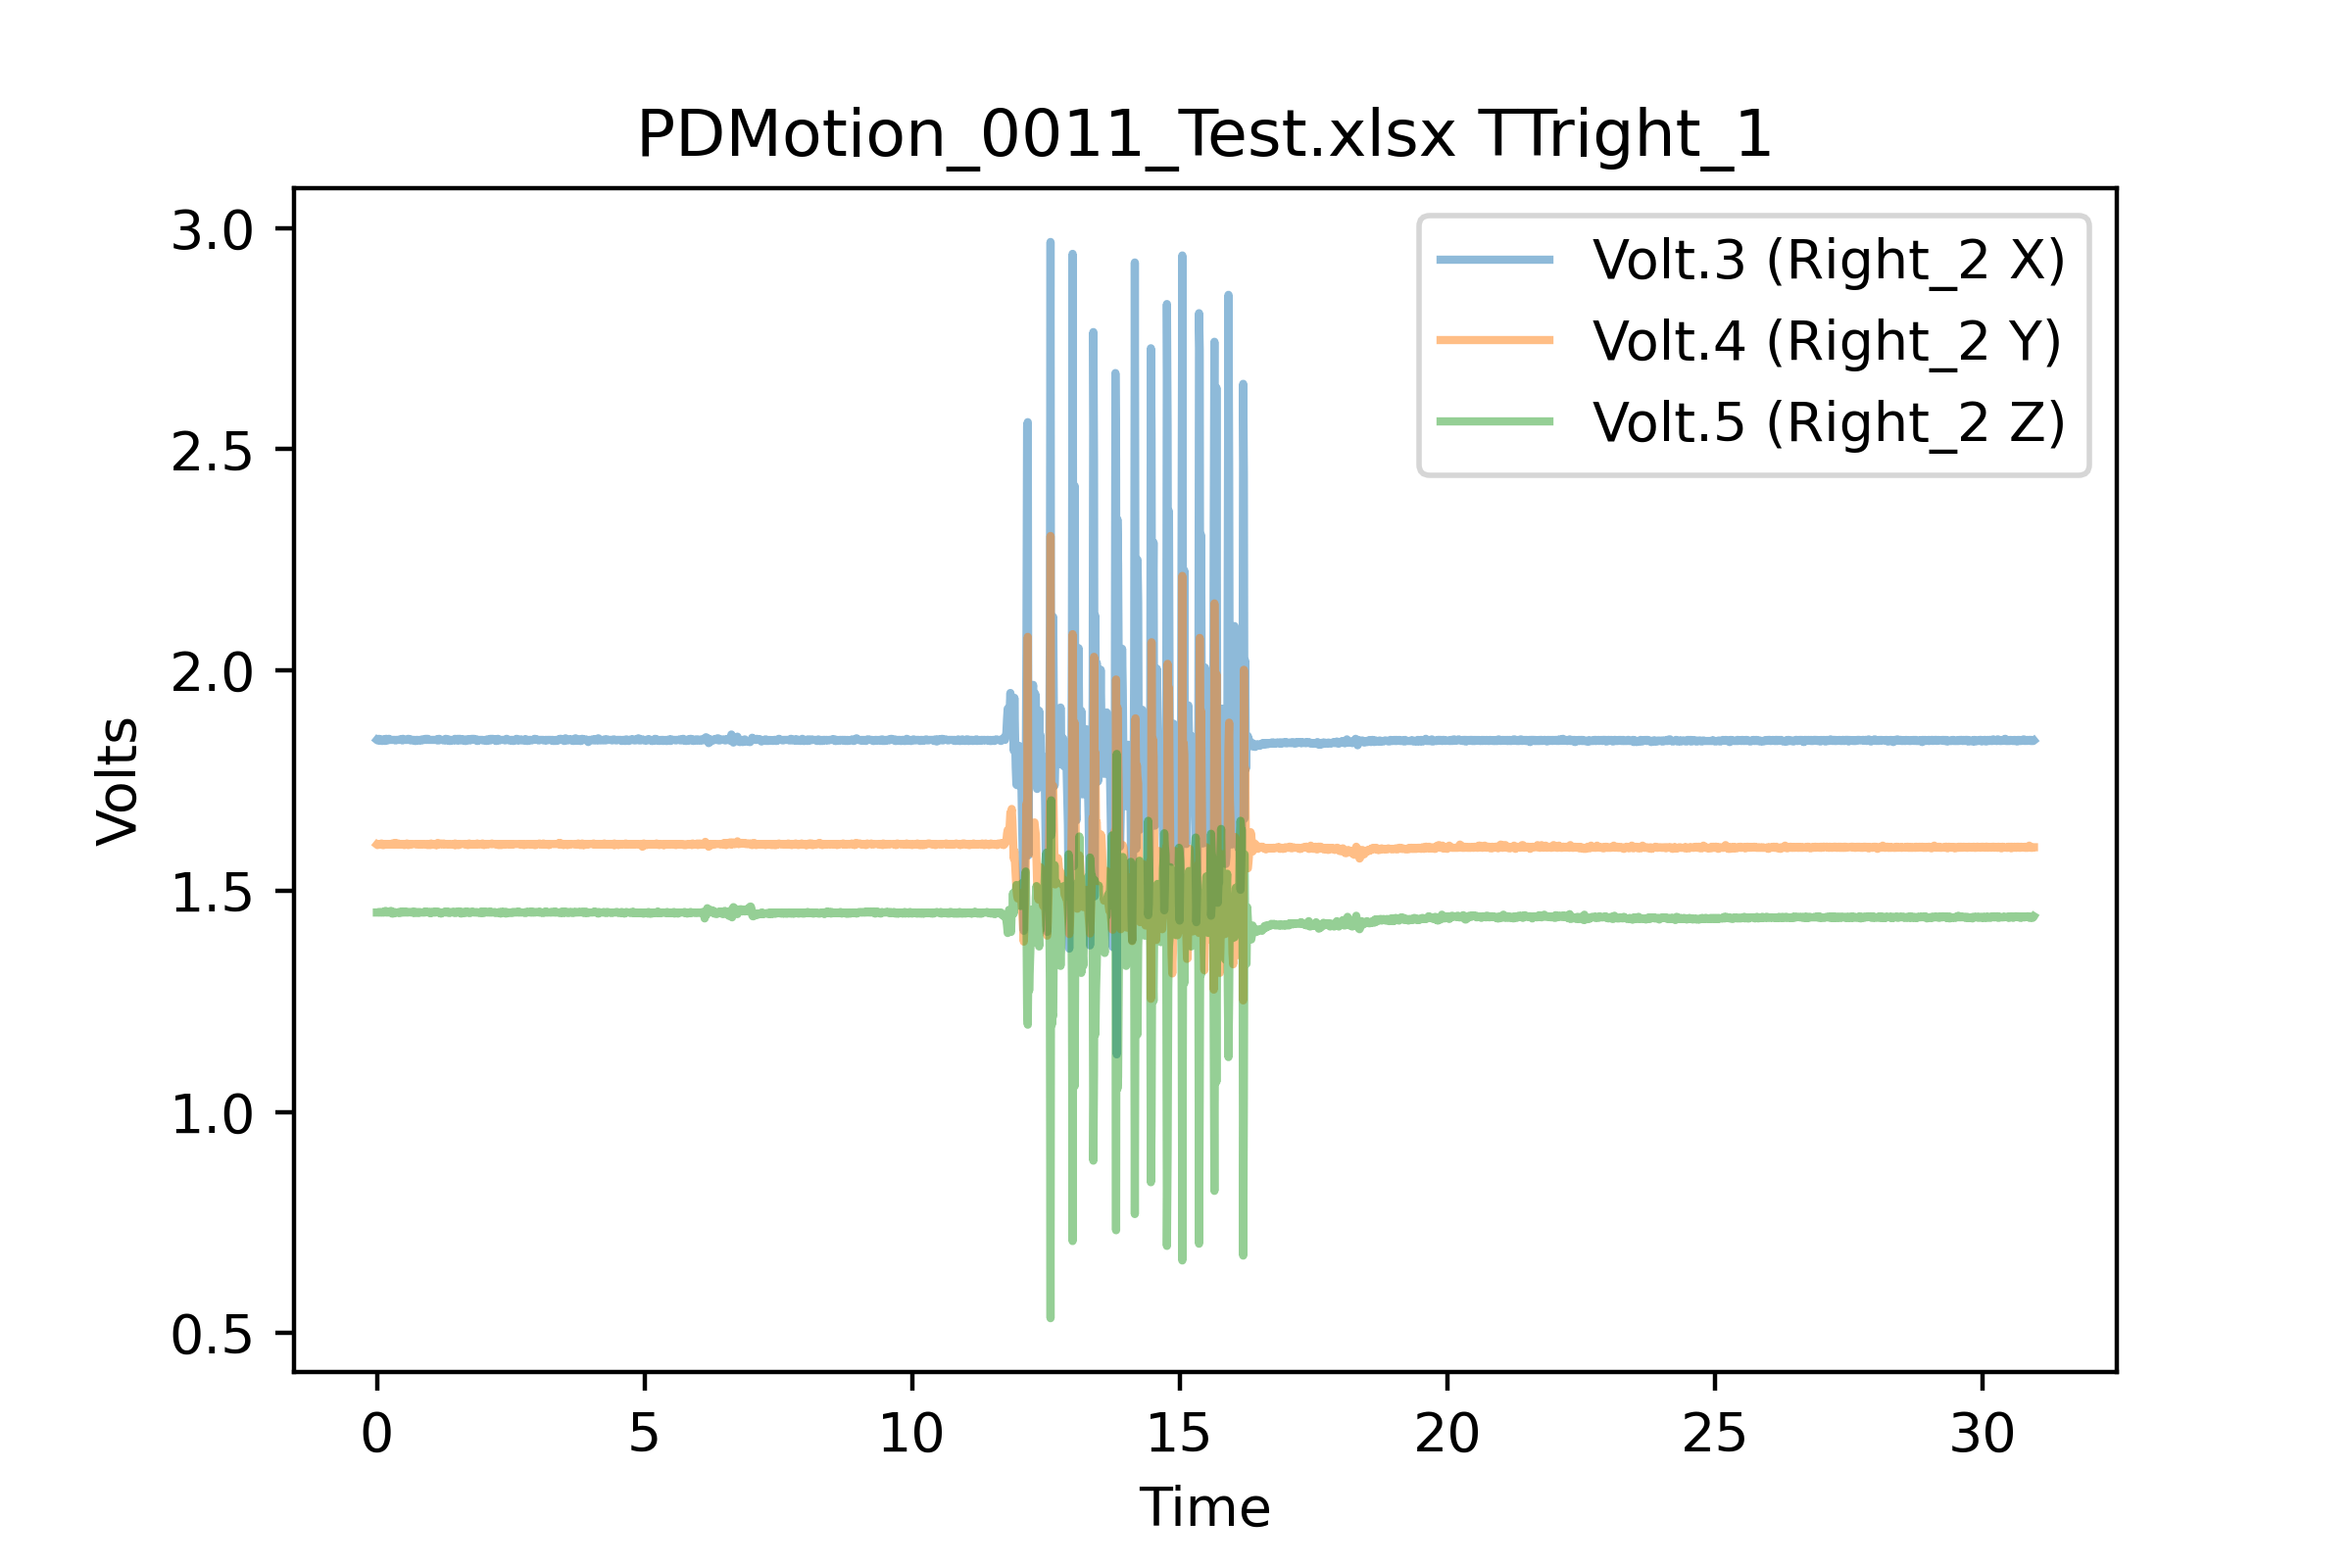 PDMotion_0011_Test.xlsx TTright_1
3.0
2.5
2.0
1.5
1.0
0.5
Volts
Volt.3 (Right_2 X)
Volt.4 (Right_2 Y)
Volt.5 (Right_2 Z)
0 5 10 15 20 25 30
Time